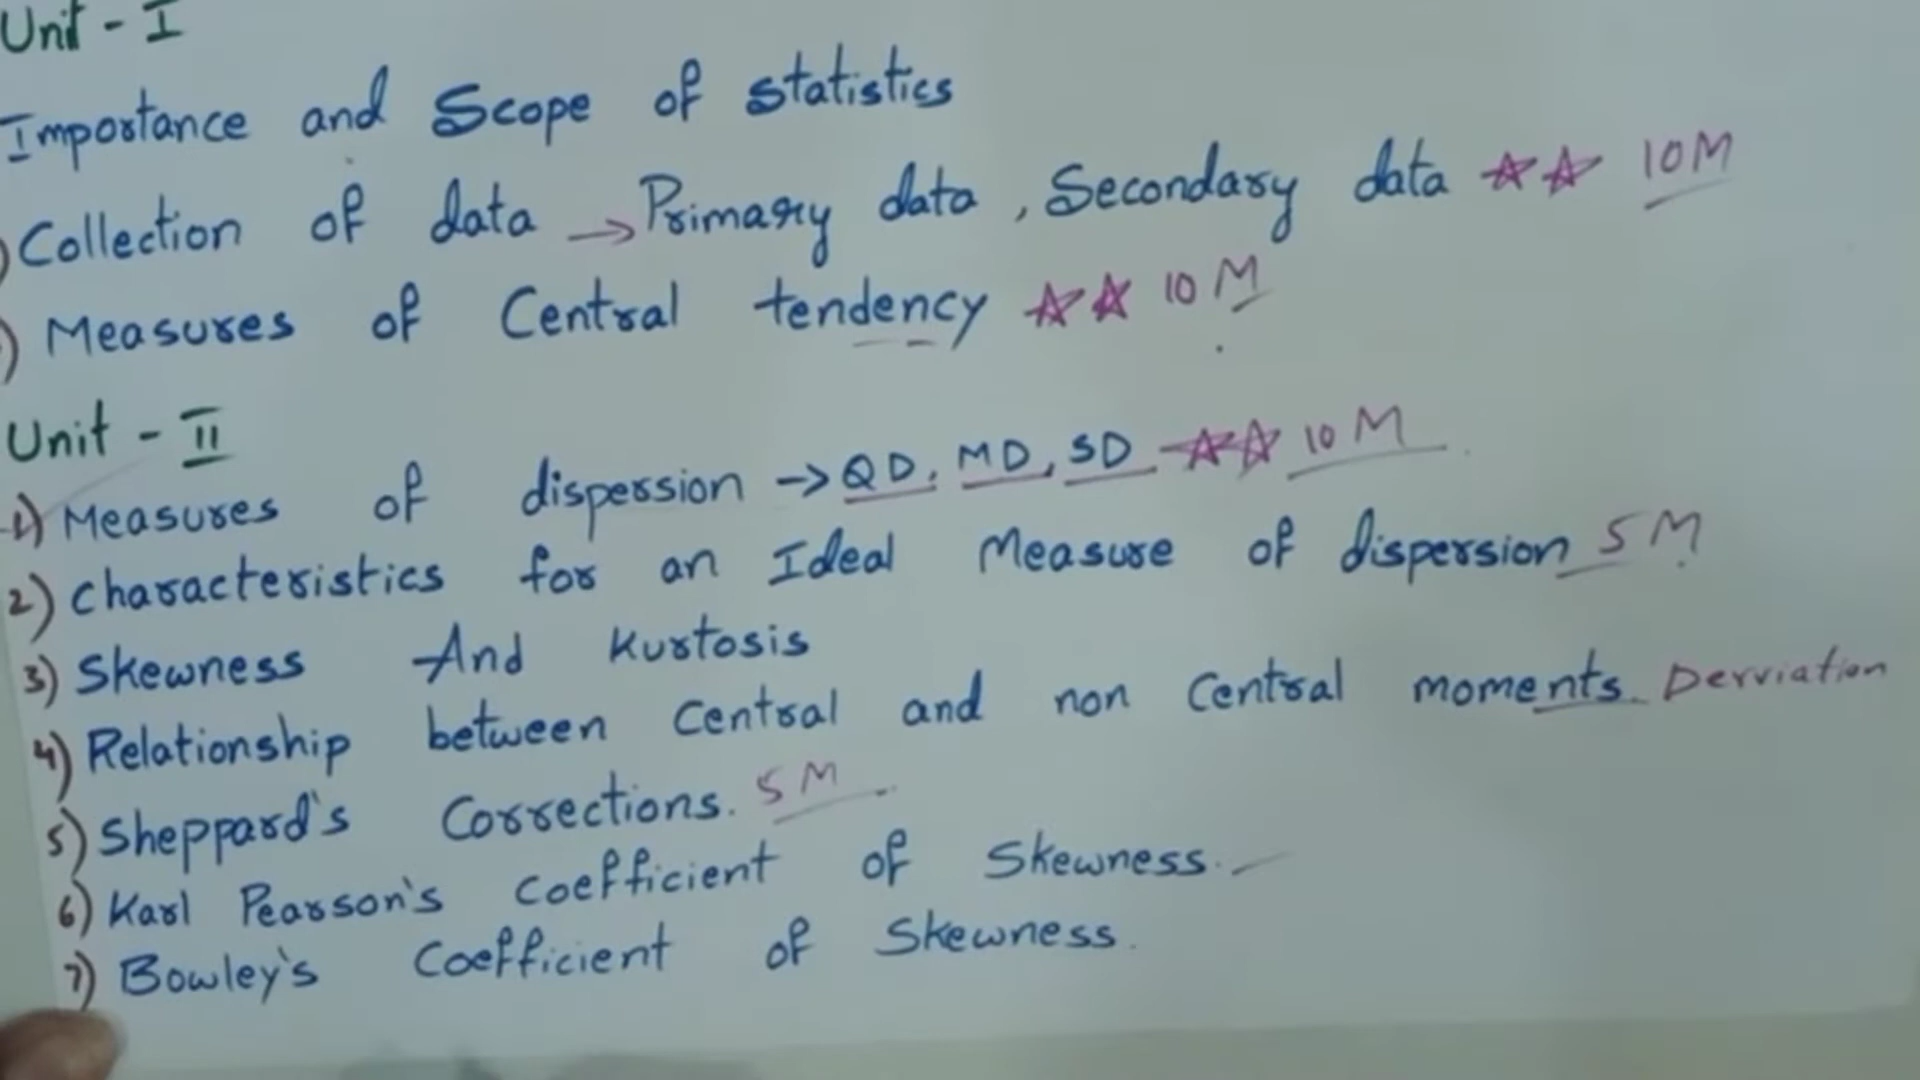 Unit - I
Importance and Scope of statistics
) Collection of data → Primary data, Secondary data ☆☆ 10M
) Measures of Central tendency ☆☆ 10 M
Unit - II
1) Measures of dispersion → QD, MD, SD ☆☆ 10 M
2) Characteristics for an Ideal Measure of dispersion 5 M
3) Skewness And Kurtosis
4) Relationship between Central and non Central moments. Derviation
5) Sheppard's Corrections. 5 M
6) Karl Pearson's Coefficient of Skewness.
7) Bowley's Coefficient of Skewness.